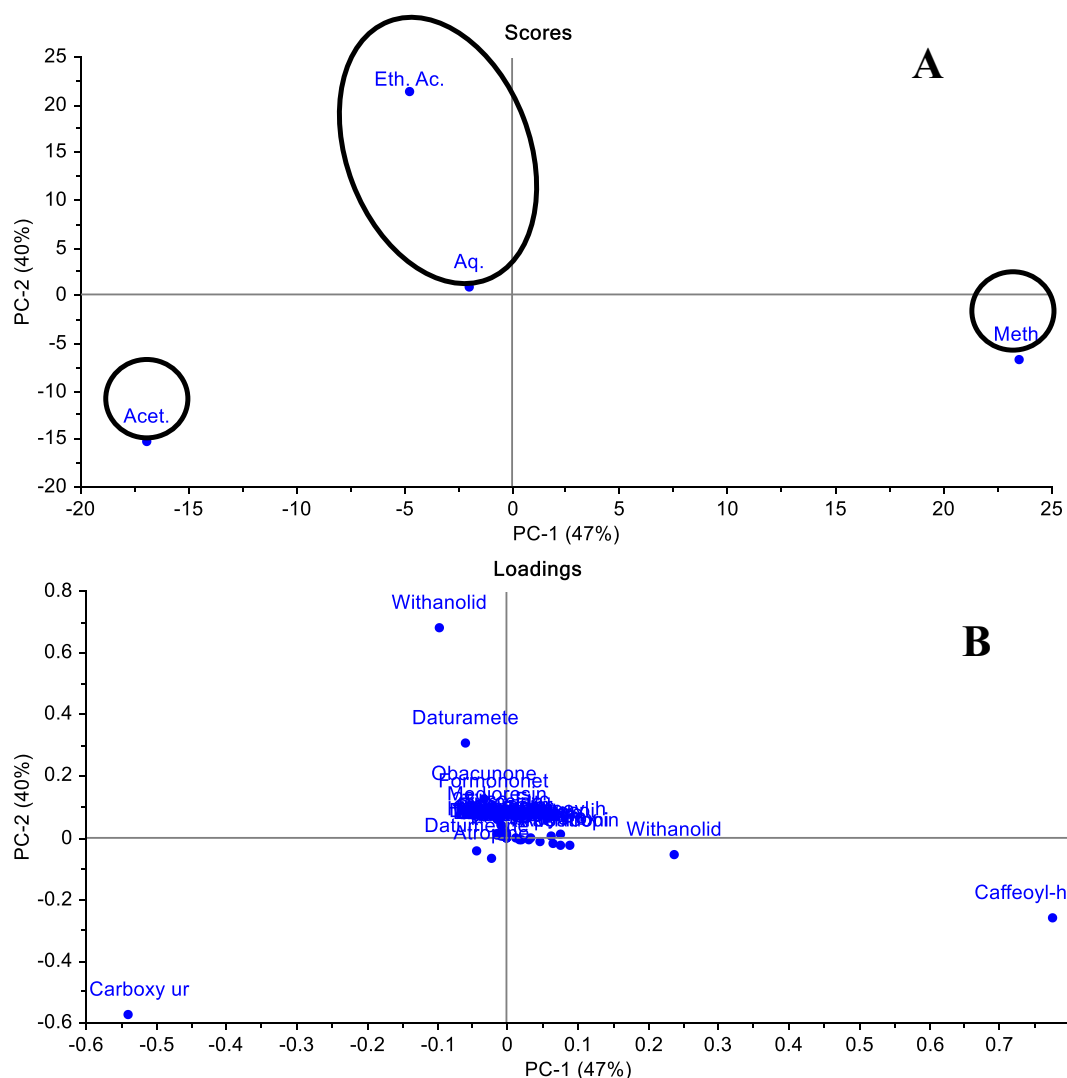 Scores
A
25
20
15
10
5
0
-5
-10
-15
-20
PC-2 (40%)
Eth. Ac.
Aq.
Meth
Acet.
-20 -15 -10 -5 0 5 10 15 20 25
PC-1 (47%)
Loadings
B
0.8
0.6
0.4
0.2
0
-0.2
-0.4
-0.6
PC-2 (40%)
Withanolid
Daturamete
Obacunone
Formononet
Medioresin
Atropine
Withanolid
Caffeoyl-h
Carboxy ur
-0.6 -0.5 -0.4 -0.3 -0.2 -0.1 0 0.1 0.2 0.3 0.4 0.5 0.6 0.7
PC-1 (47%)